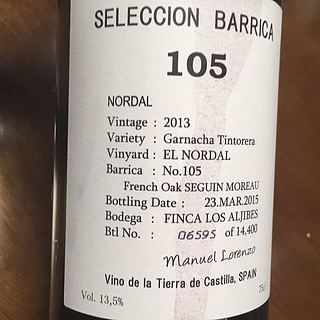 SELECCION BARRICA
105
NORDAL
Vintage : 2013
Variety : Garnacha Tintorera
Vinyard : EL NORDAL
Barrica : No.105
French Oak SEGUIN MOREAU
Bottling Date : 23.MAR.2015
Bodega : FINCA LOS ALJIBES
Btl No. : 06595 of 14,400
Manuel Lorenzo
Vino de la Tierra de Castilla, SPAIN
Vol. 13,5%